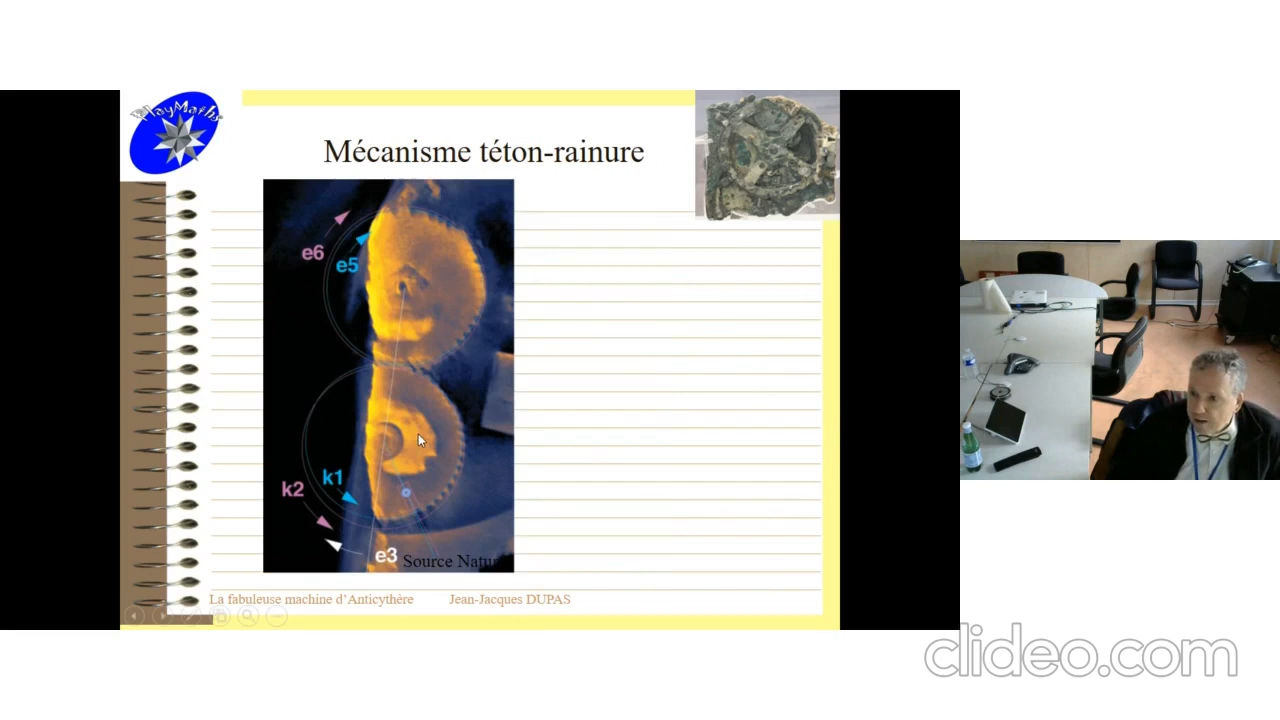 PlayMaths
Mécanisme téton-rainure
e6
e5
k1
k2
e3
Source Natu
La fabuleuse machine d'Anticythère Jean-Jacques DUPAS
clideo.com